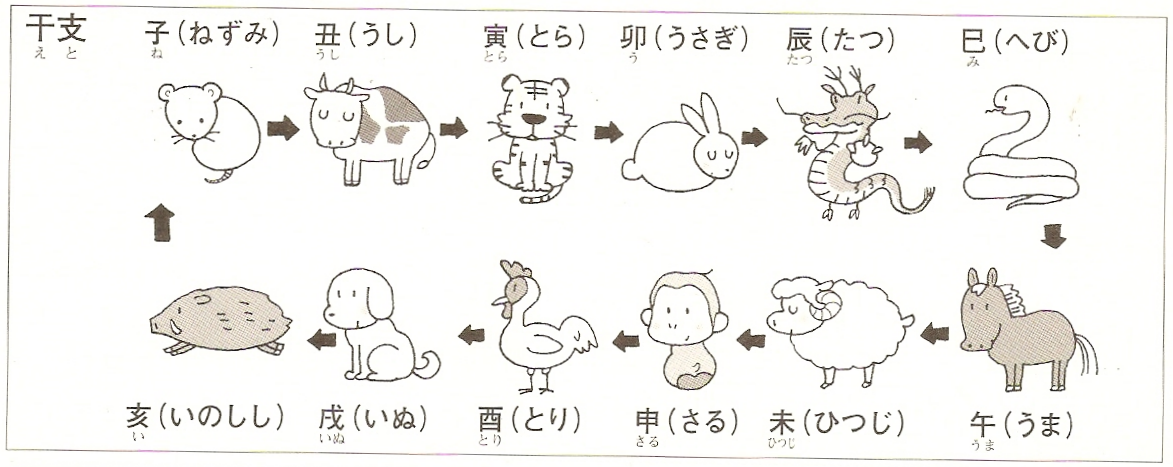 干支
えと
子(ねずみ) 丑(うし) 寅(とら) 卯(うさぎ) 辰(たつ) 巳(へび)
ね うし とら う たつ み
亥(いのしし) 戌(いぬ) 酉(とり) 申(さる) 未(ひつじ) 午(うま)
い いぬ とり さる ひつじ うま